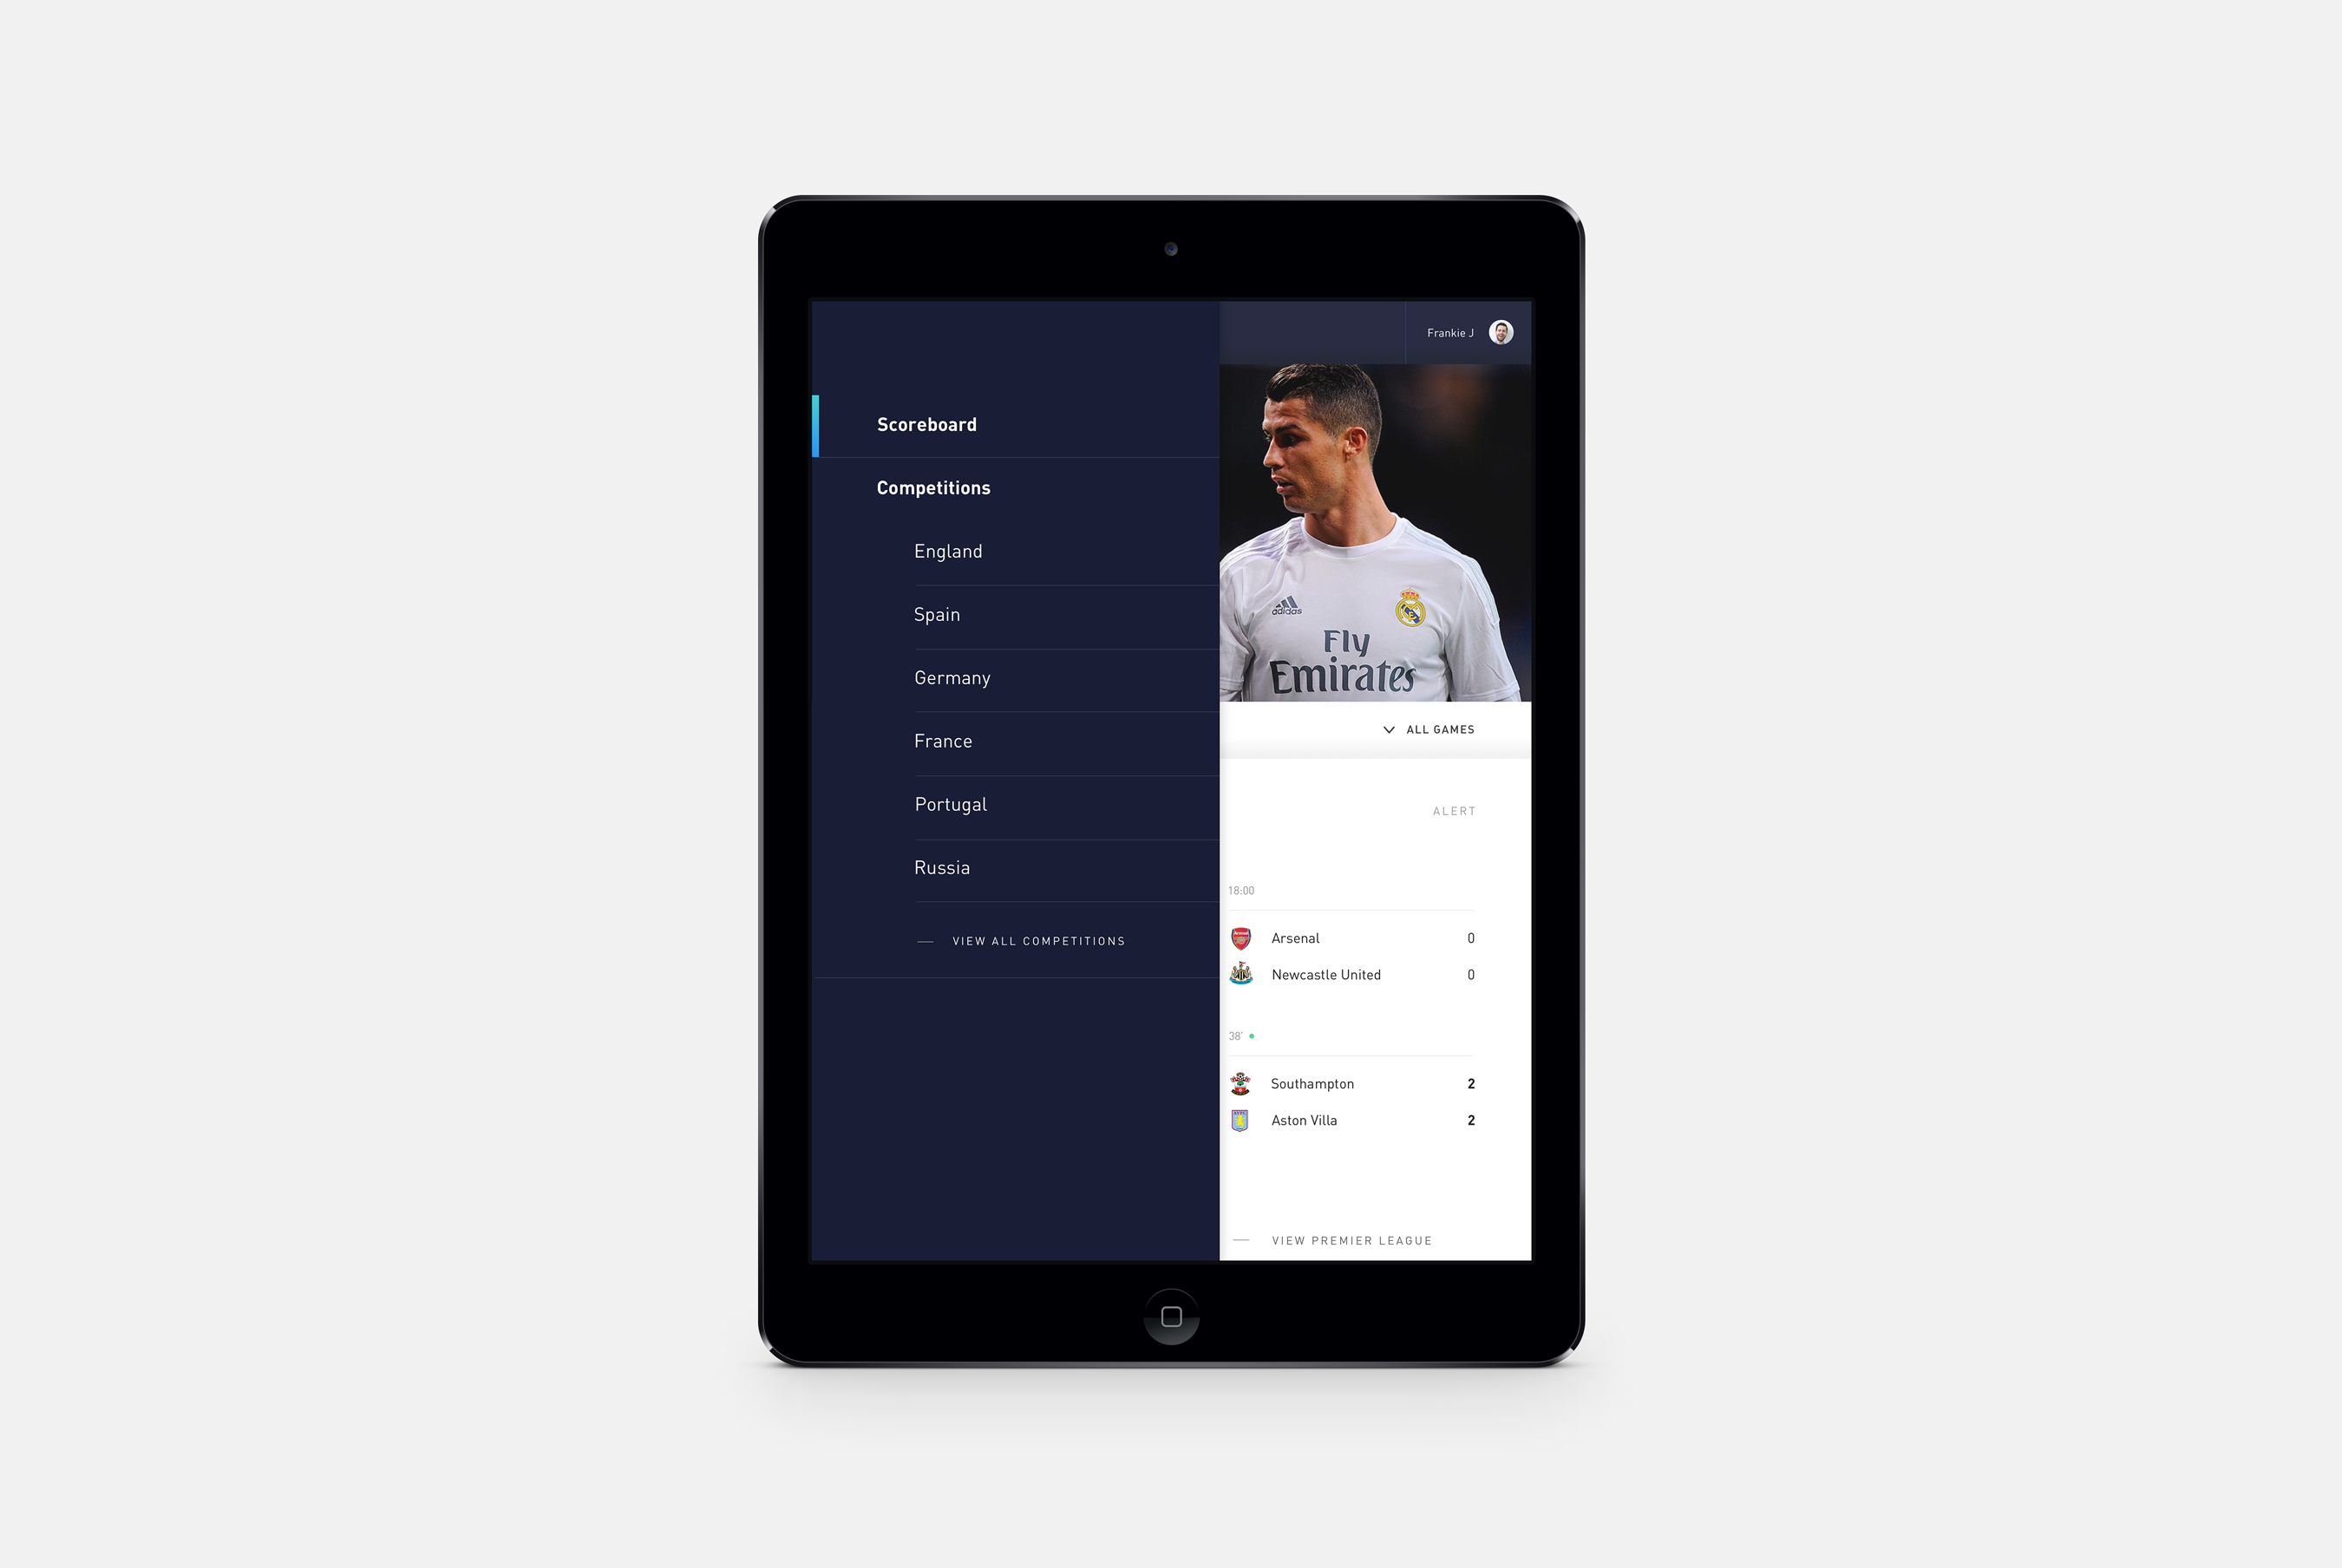 Frankie J
Scoreboard
Competitions
England
Spain
Germany
France
Portugal
Russia
VIEW ALL COMPETITIONS
adidas
Fly
Emirates
ALL GAMES
ALERT
18:00
Arsenal 0
Newcastle United 0
38'
Southampton 2
Aston Villa 2
VIEW PREMIER LEAGUE